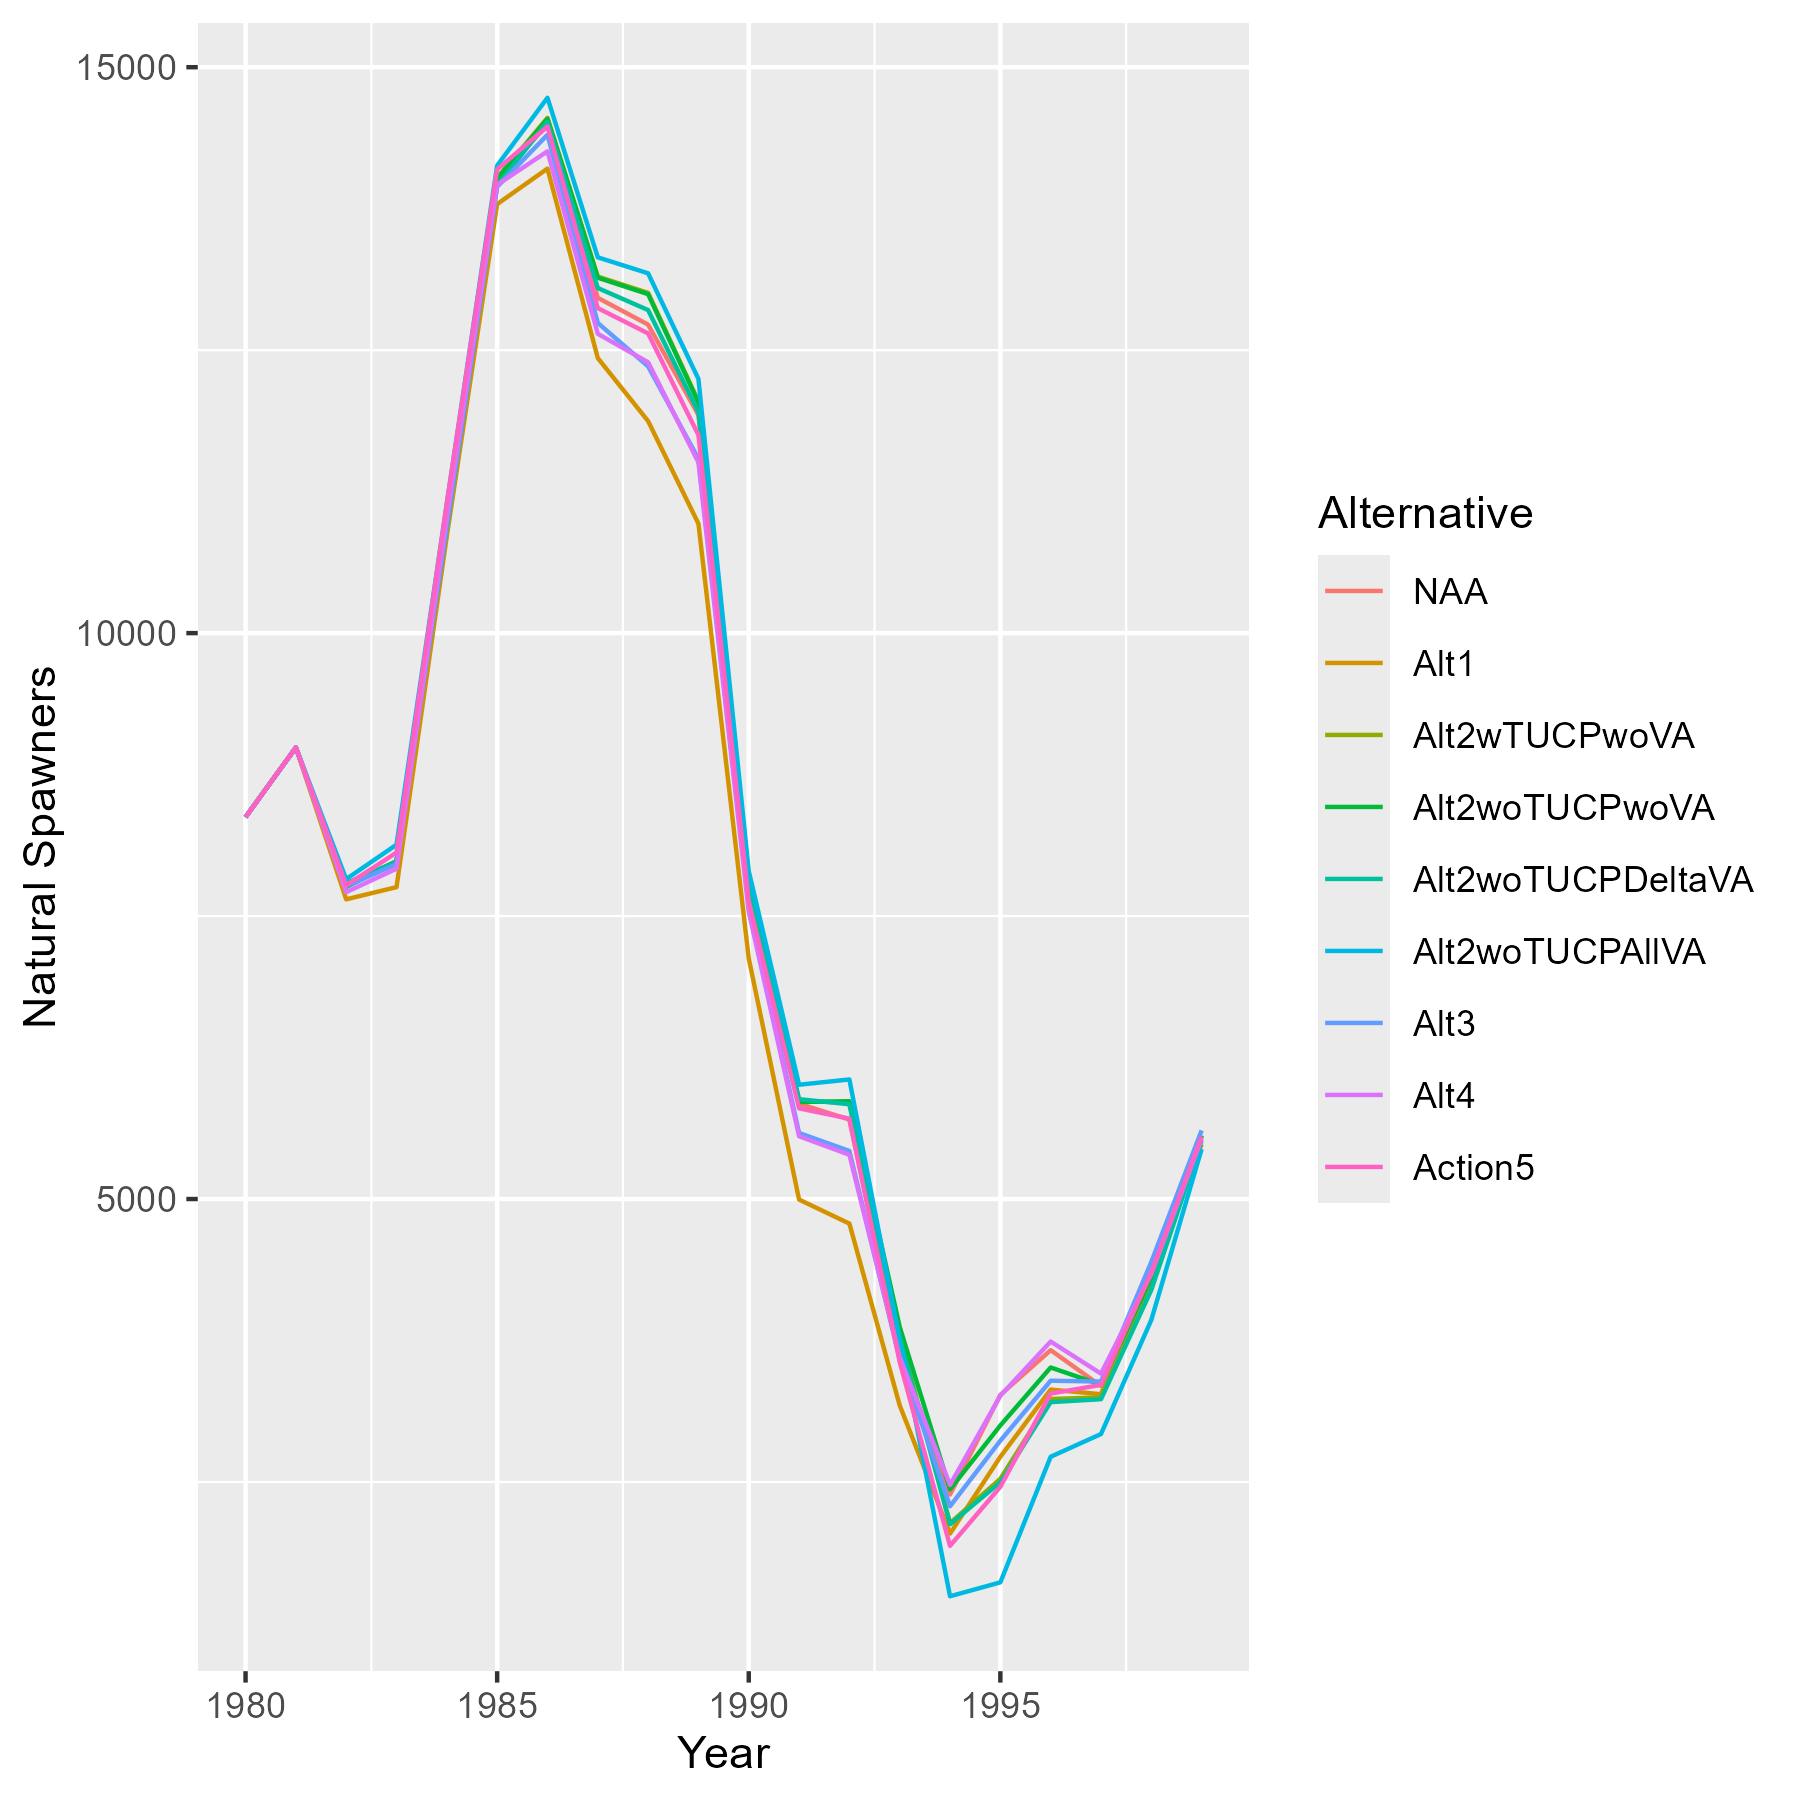 15000
10000
5000
Natural Spawners
1980
1985
1990
1995
Year
Alternative
NAA
Alt1
Alt2wTUCPwoVA
Alt2woTUCPwoVA
Alt2woTUCPDeltaVA
Alt2woTUCPAllVA
Alt3
Alt4
Action5